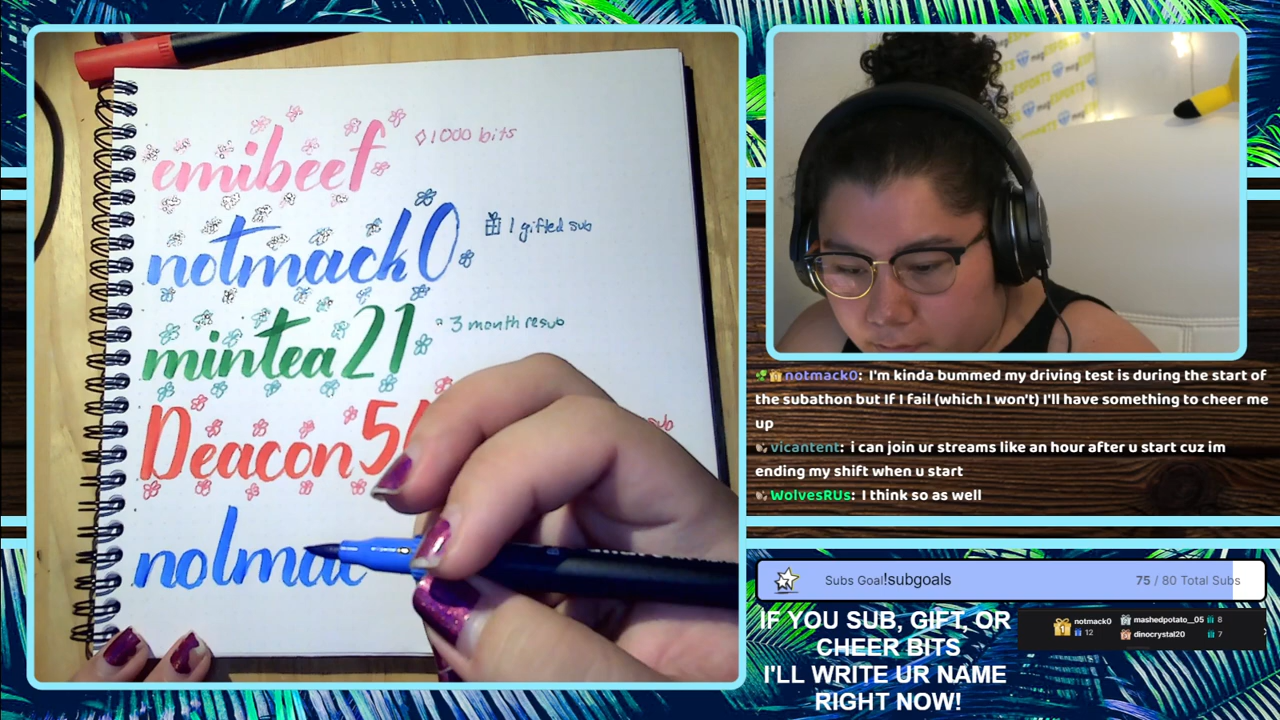 emibeef
1000 bits
notmack0
1 gifted sub
mintea21
3 month resub
Deacon5
sub
notmac
notmack0: I'm kinda bummed my driving test is during the start of
the subathon but If I fail (which I won't) I'll have something to cheer me
up
vicantent: i can join ur streams like an hour after u start cuz im
ending my shift when u start
WolvesRUs: I think so as well
Subs Goal!subgoals 75 / 80 Total Subs
IF YOU SUB, GIFT, OR
CHEER BITS
I'LL WRITE UR NAME
RIGHT NOW!
notmack0
12
mashedpotato__05 8
dinocrystal20 7